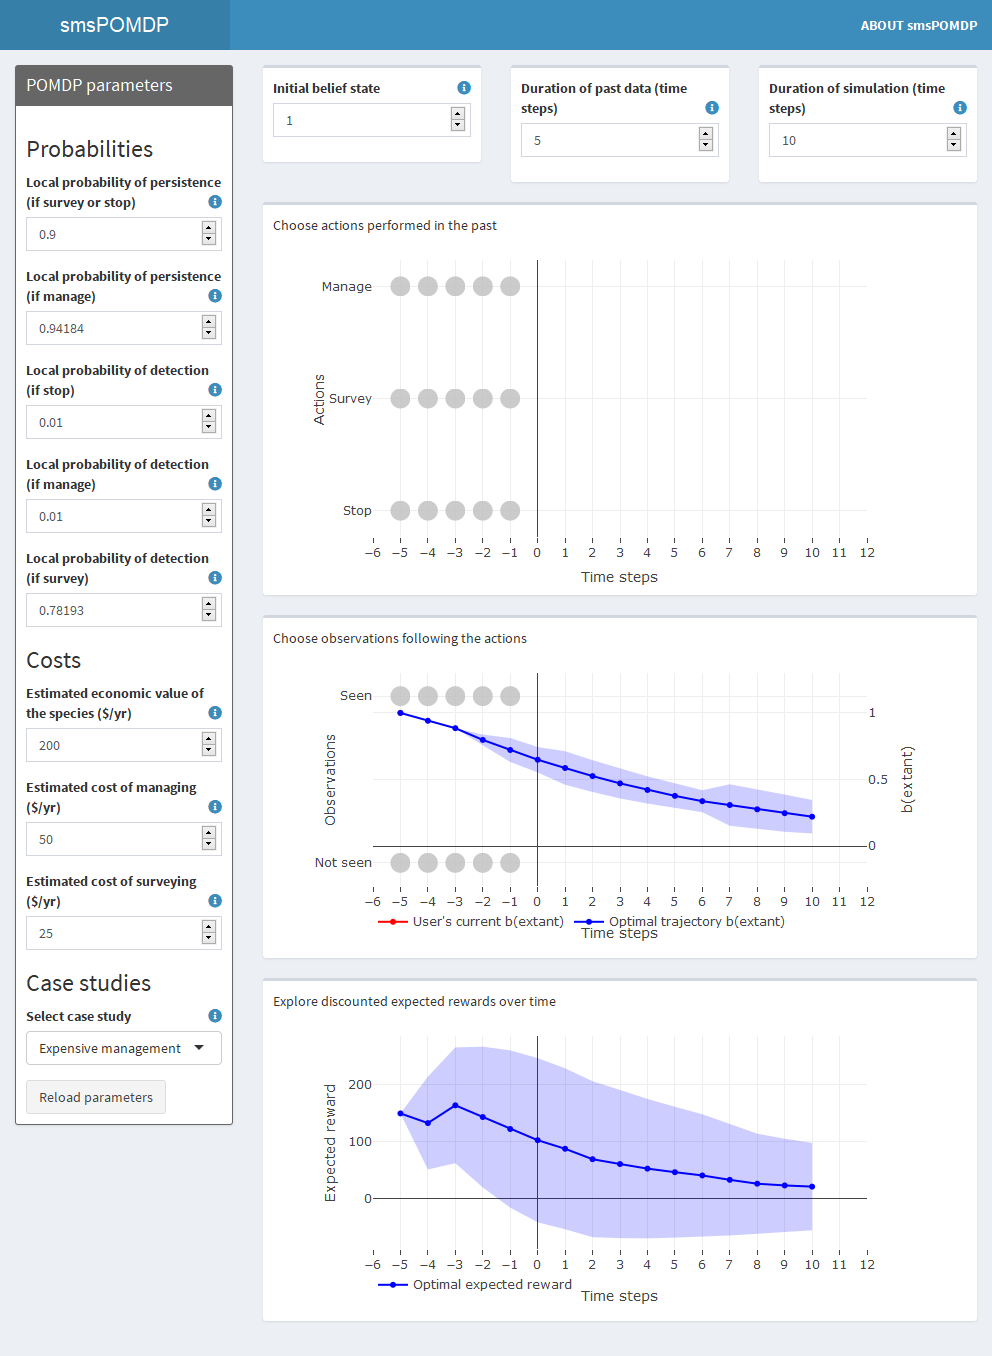 smsPOMDP
ABOUT smsPOMDP
POMDP parameters
Probabilities
Local probability of persistence
(if survey or stop)
0.9
Local probability of persistence
(if manage)
0.94184
Local probability of detection
(if stop)
0.01
Local probability of detection
(if manage)
0.01
Local probability of detection
(if survey)
0.78193
Costs
Estimated economic value of
the species ($/yr)
200
Estimated cost of managing
($/yr)
50
Estimated cost of surveying
($/yr)
25
Case studies
Select case study
Expensive management
Reload parameters
Initial belief state
1
Duration of past data (time
steps)
5
Duration of simulation (time
steps)
10
Choose actions performed in the past
Manage
Survey
Stop
Actions
−6 −5 −4 −3 −2 −1 0 1 2 3 4 5 6 7 8 9 10 11 12
Time steps
Choose observations following the actions
Seen
Not seen
Observations
1
0.5
0
b(extant)
−6 −5 −4 −3 −2 −1 0 1 2 3 4 5 6 7 8 9 10 11 12
User's current b(extant) Optimal trajectory b(extant)
Time steps
Explore discounted expected rewards over time
200
100
0
Expected reward
−6 −5 −4 −3 −2 −1 0 1 2 3 4 5 6 7 8 9 10 11 12
Optimal expected reward
Time steps